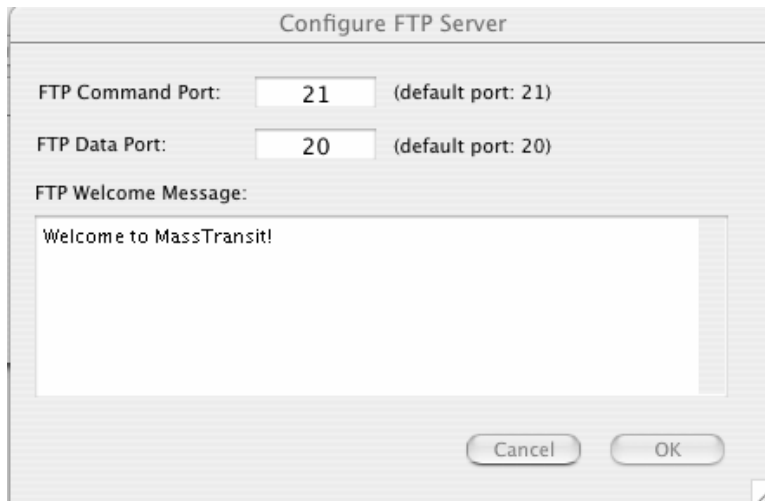 Configure FTP Server
FTP Command Port: 21 (default port: 21)
FTP Data Port: 20 (default port: 20)
FTP Welcome Message:
Welcome to MassTransit!
Cancel OK